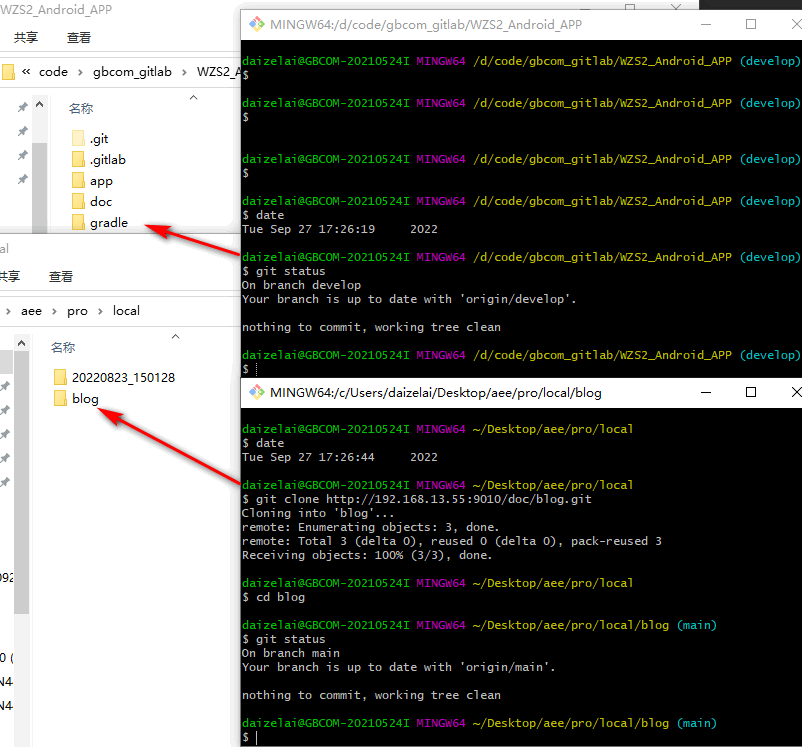 WZS2_Android_APP
共享 查看
« code › gbcom_gitlab › WZS2_A
名称
.git
.gitlab
app
doc
gradle
al
共享 查看
› aee › pro › local
名称
20220823_150128
blog
092
0 (
N4
N4
MINGW64:/d/code/gbcom_gitlab/WZS2_Android_APP
daizelai@GBCOM-20210524I MINGW64 /d/code/gbcom_gitlab/WZS2_Android_APP (develop)
$
daizelai@GBCOM-20210524I MINGW64 /d/code/gbcom_gitlab/WZS2_Android_APP (develop)
$
daizelai@GBCOM-20210524I MINGW64 /d/code/gbcom_gitlab/WZS2_Android_APP (develop)
$
daizelai@GBCOM-20210524I MINGW64 /d/code/gbcom_gitlab/WZS2_Android_APP (develop)
$ date
Tue Sep 27 17:26:19 2022
daizelai@GBCOM-20210524I MINGW64 /d/code/gbcom_gitlab/WZS2_Android_APP (develop)
$ git status
On branch develop
Your branch is up to date with 'origin/develop'.
nothing to commit, working tree clean
daizelai@GBCOM-20210524I MINGW64 /d/code/gbcom_gitlab/WZS2_Android_APP (develop)
$
MINGW64:/c/Users/daizelai/Desktop/aee/pro/local/blog
daizelai@GBCOM-20210524I MINGW64 ~/Desktop/aee/pro/local
$ date
Tue Sep 27 17:26:44 2022
daizelai@GBCOM-20210524I MINGW64 ~/Desktop/aee/pro/local
$ git clone http://192.168.13.55:9010/doc/blog.git
Cloning into 'blog'...
remote: Enumerating objects: 3, done.
remote: Total 3 (delta 0), reused 0 (delta 0), pack-reused 3
Receiving objects: 100% (3/3), done.
daizelai@GBCOM-20210524I MINGW64 ~/Desktop/aee/pro/local
$ cd blog
daizelai@GBCOM-20210524I MINGW64 ~/Desktop/aee/pro/local/blog (main)
$ git status
On branch main
Your branch is up to date with 'origin/main'.
nothing to commit, working tree clean
daizelai@GBCOM-20210524I MINGW64 ~/Desktop/aee/pro/local/blog (main)
$